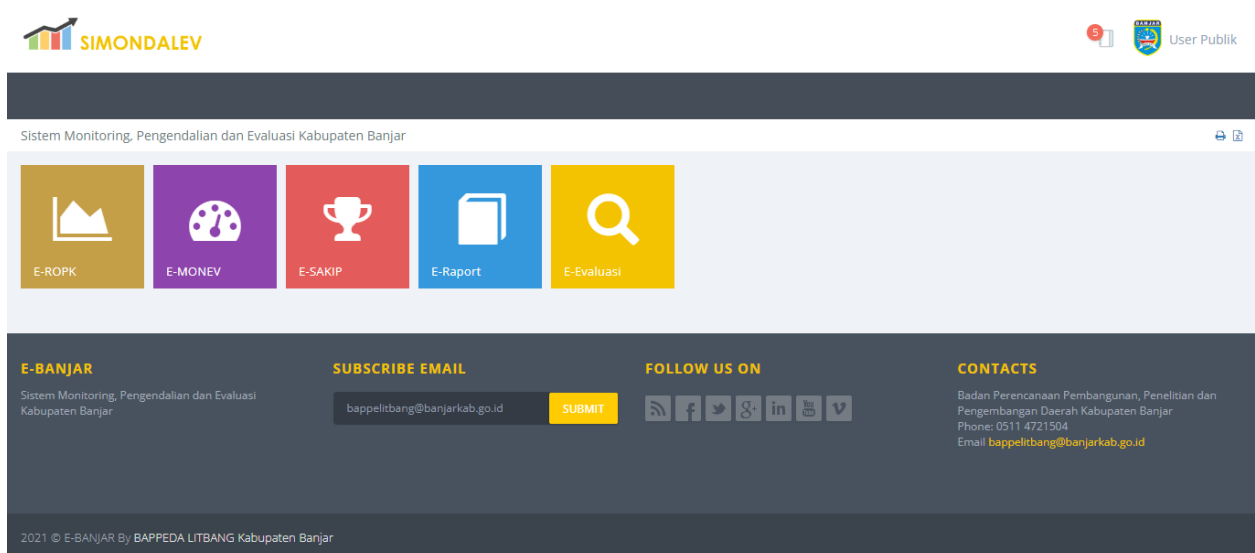 SIMONDALEV
5
BANJAR
User Publik
Sistem Monitoring, Pengendalian dan Evaluasi Kabupaten Banjar
E-ROPK
E-MONEV
E-SAKIP
E-Raport
E-Evaluasi
E-BANJAR
Sistem Monitoring, Pengendalian dan Evaluasi
Kabupaten Banjar
SUBSCRIBE EMAIL
bappelitbang@banjarkab.go.id
SUBMIT
FOLLOW US ON
You
CONTACTS
Badan Perencanaan Pembangunan, Penelitian dan
Pengembangan Daerah Kabupaten Banjar
Phone: 0511 4721504
Email bappelitbang@banjarkab.go.id
2021 © E-BANJAR By BAPPEDA LITBANG Kabupaten Banjar